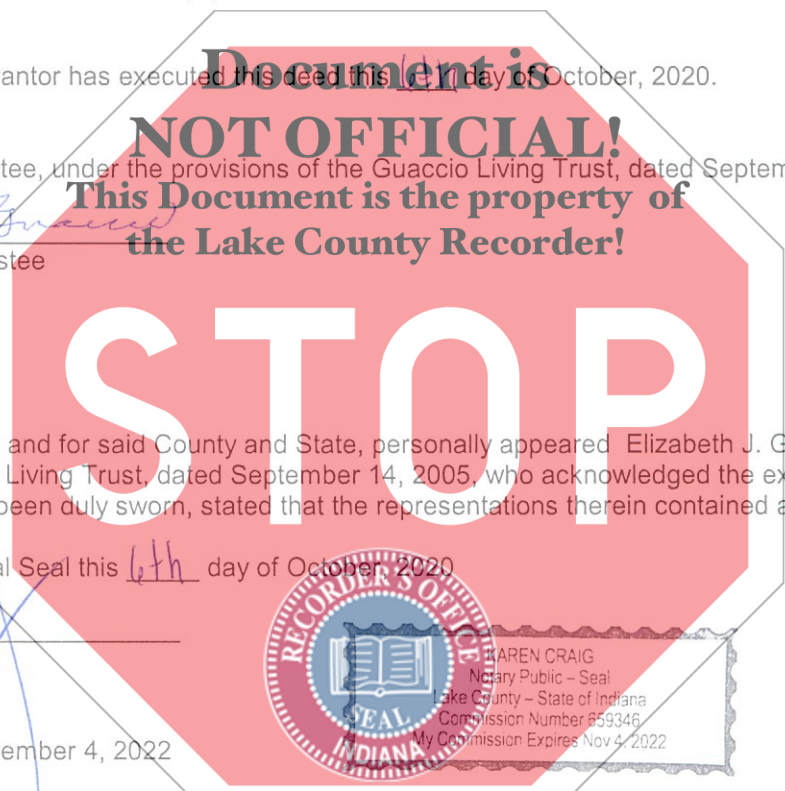 antor has executed this deed this 6th day of October, 2020.
Document is
NOT OFFICIAL!
tee, under the provisions of the Guaccio Living Trust, dated Septem
This Document is the property of
the Lake County Recorder!
stee
STOP
and for said County and State, personally appeared Elizabeth J. G
Living Trust, dated September 14, 2005, who acknowledged the ex
been duly sworn, stated that the representations therein contained a
al Seal this 6th day of October, 2020
RECORDER'S OFFICE
SEAL
INDIANA
KAREN CRAIG
Notary Public – Seal
Lake County – State of Indiana
Commission Number 659346
My Commission Expires Nov 4, 2022
ember 4, 2022